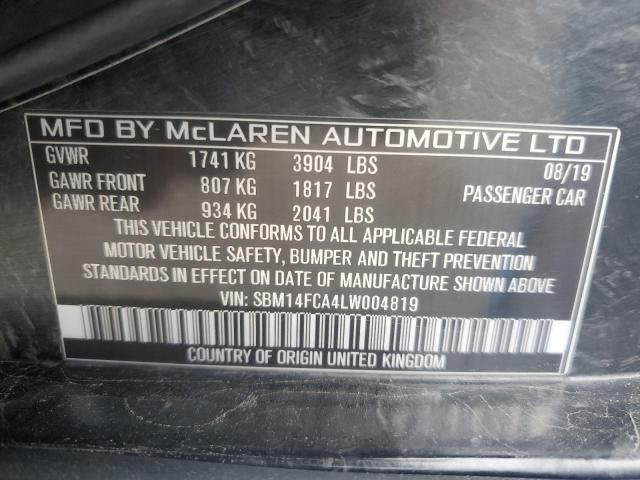 MFD BY McLAREN AUTOMOTIVE LTD
GVWR 1741 KG 3904 LBS 08/19
GAWR FRONT 807 KG 1817 LBS PASSENGER CAR
GAWR REAR 934 KG 2041 LBS
THIS VEHICLE CONFORMS TO ALL APPLICABLE FEDERAL
MOTOR VEHICLE SAFETY, BUMPER AND THEFT PREVENTION
STANDARDS IN EFFECT ON DATE OF MANUFACTURE SHOWN ABOVE
VIN: SBM14FCA4LW004819
COUNTRY OF ORIGIN UNITED KINGDOM